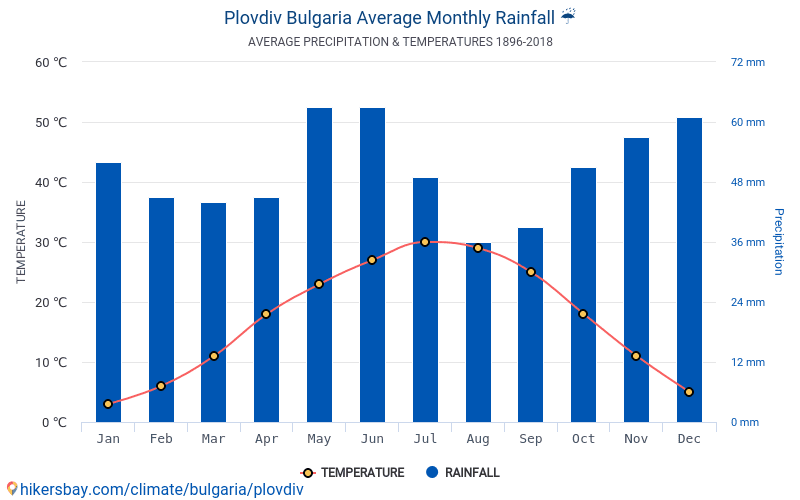 Plovdiv Bulgaria Average Monthly Rainfall ☔
AVERAGE PRECIPITATION & TEMPERATURES 1896-2018
60 °C
50 °C
40 °C
30 °C
20 °C
10 °C
0 °C
TEMPERATURE
72 mm
60 mm
48 mm
36 mm
24 mm
12 mm
0 mm
Precipitation
Jan Feb Mar Apr May Jun Jul Aug Sep Oct Nov Dec
TEMPERATURE RAINFALL
hikersbay.com/climate/bulgaria/plovdiv